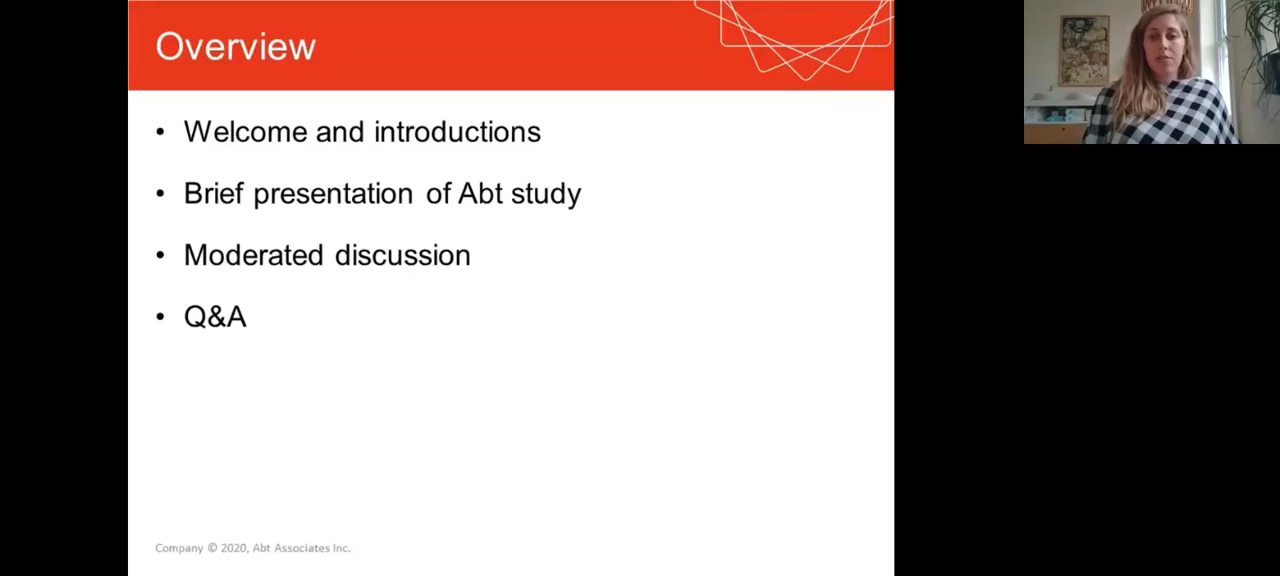 Overview
• Welcome and introductions
• Brief presentation of Abt study
• Moderated discussion
• Q&A
Company © 2020, Abt Associates Inc.